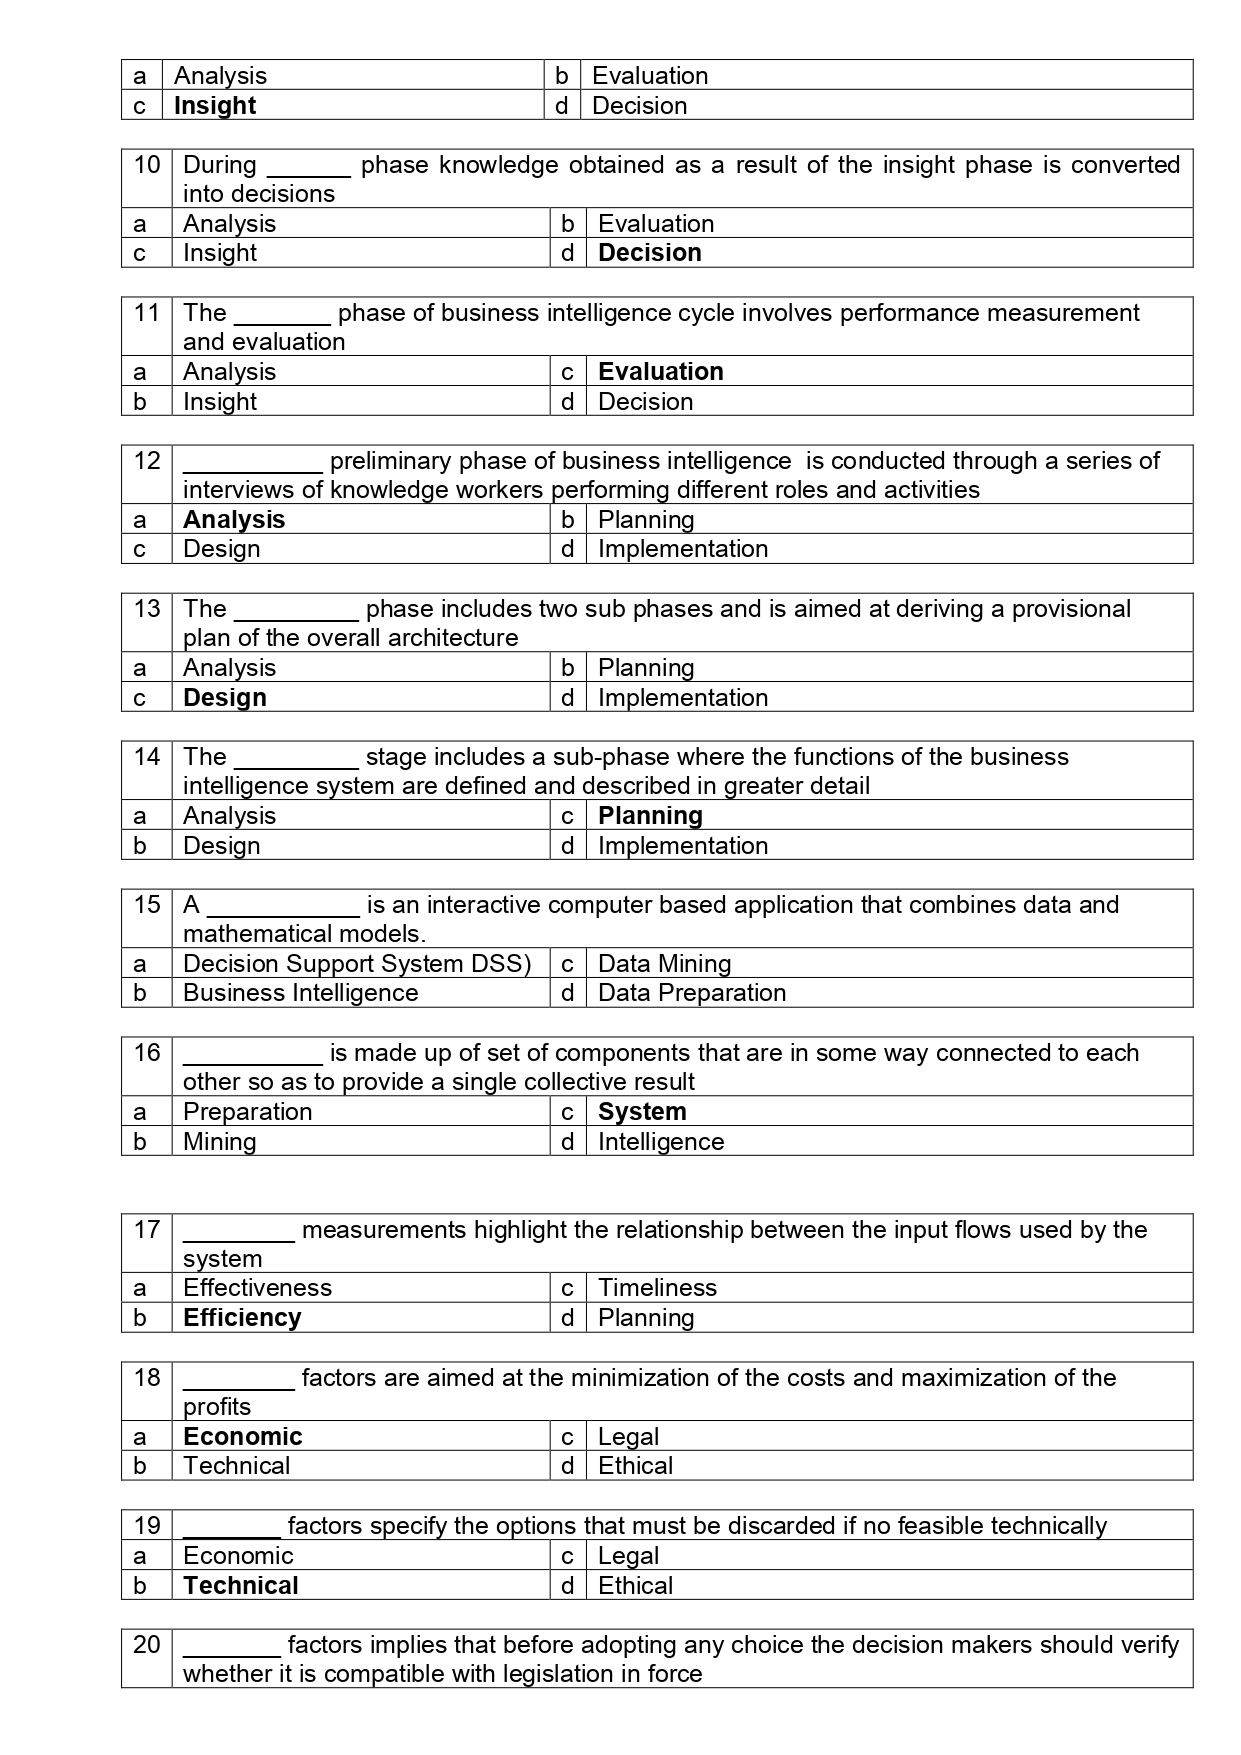 a Analysis b Evaluation
c Insight d Decision
10 During ______ phase knowledge obtained as a result of the insight phase is converted
into decisions
a Analysis b Evaluation
c Insight d Decision
11 The _______ phase of business intelligence cycle involves performance measurement
and evaluation
a Analysis c Evaluation
b Insight d Decision
12 ____________ preliminary phase of business intelligence  is conducted through a series of
interviews of knowledge workers performing different roles and activities
a Analysis b Planning
c Design d Implementation
13 The _________ phase includes two sub phases and is aimed at deriving a provisional
plan of the overall architecture
a Analysis b Planning
c Design d Implementation
14 The _________ stage includes a sub-phase where the functions of the business
intelligence system are defined and described in greater detail
a Analysis c Planning
b Design d Implementation
15 A ___________ is an interactive computer based application that combines data and
mathematical models.
a Decision Support System DSS) c Data Mining
b Business Intelligence d Data Preparation
16 __________ is made up of set of components that are in some way connected to each
other so as to provide a single collective result
a Preparation c System
b Mining d Intelligence
17 ________ measurements highlight the relationship between the input flows used by the
system
a Effectiveness c Timeliness
b Efficiency d Planning
18 ________ factors are aimed at the minimization of the costs and maximization of the
profits
a Economic c Legal
b Technical d Ethical
19 _______ factors specify the options that must be discarded if no feasible technically
a Economic c Legal
b Technical d Ethical
20 _______ factors implies that before adopting any choice the decision makers should verify
whether it is compatible with legislation in force